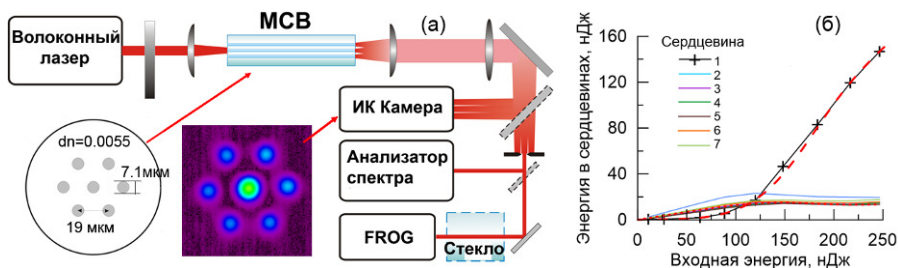 МСВ
(а)
Волоконный
лазер
ИК Камера
dn=0.0055
7.1мкм
19 мкм
Анализатор
спектра
FROG
Стекло
(б)
Энергия в сердцевинах, нДж
160
120
80
40
0
Сердцевина
1
2
3
4
5
6
7
0 50 100 150 200 250
Входная энергия, нДж